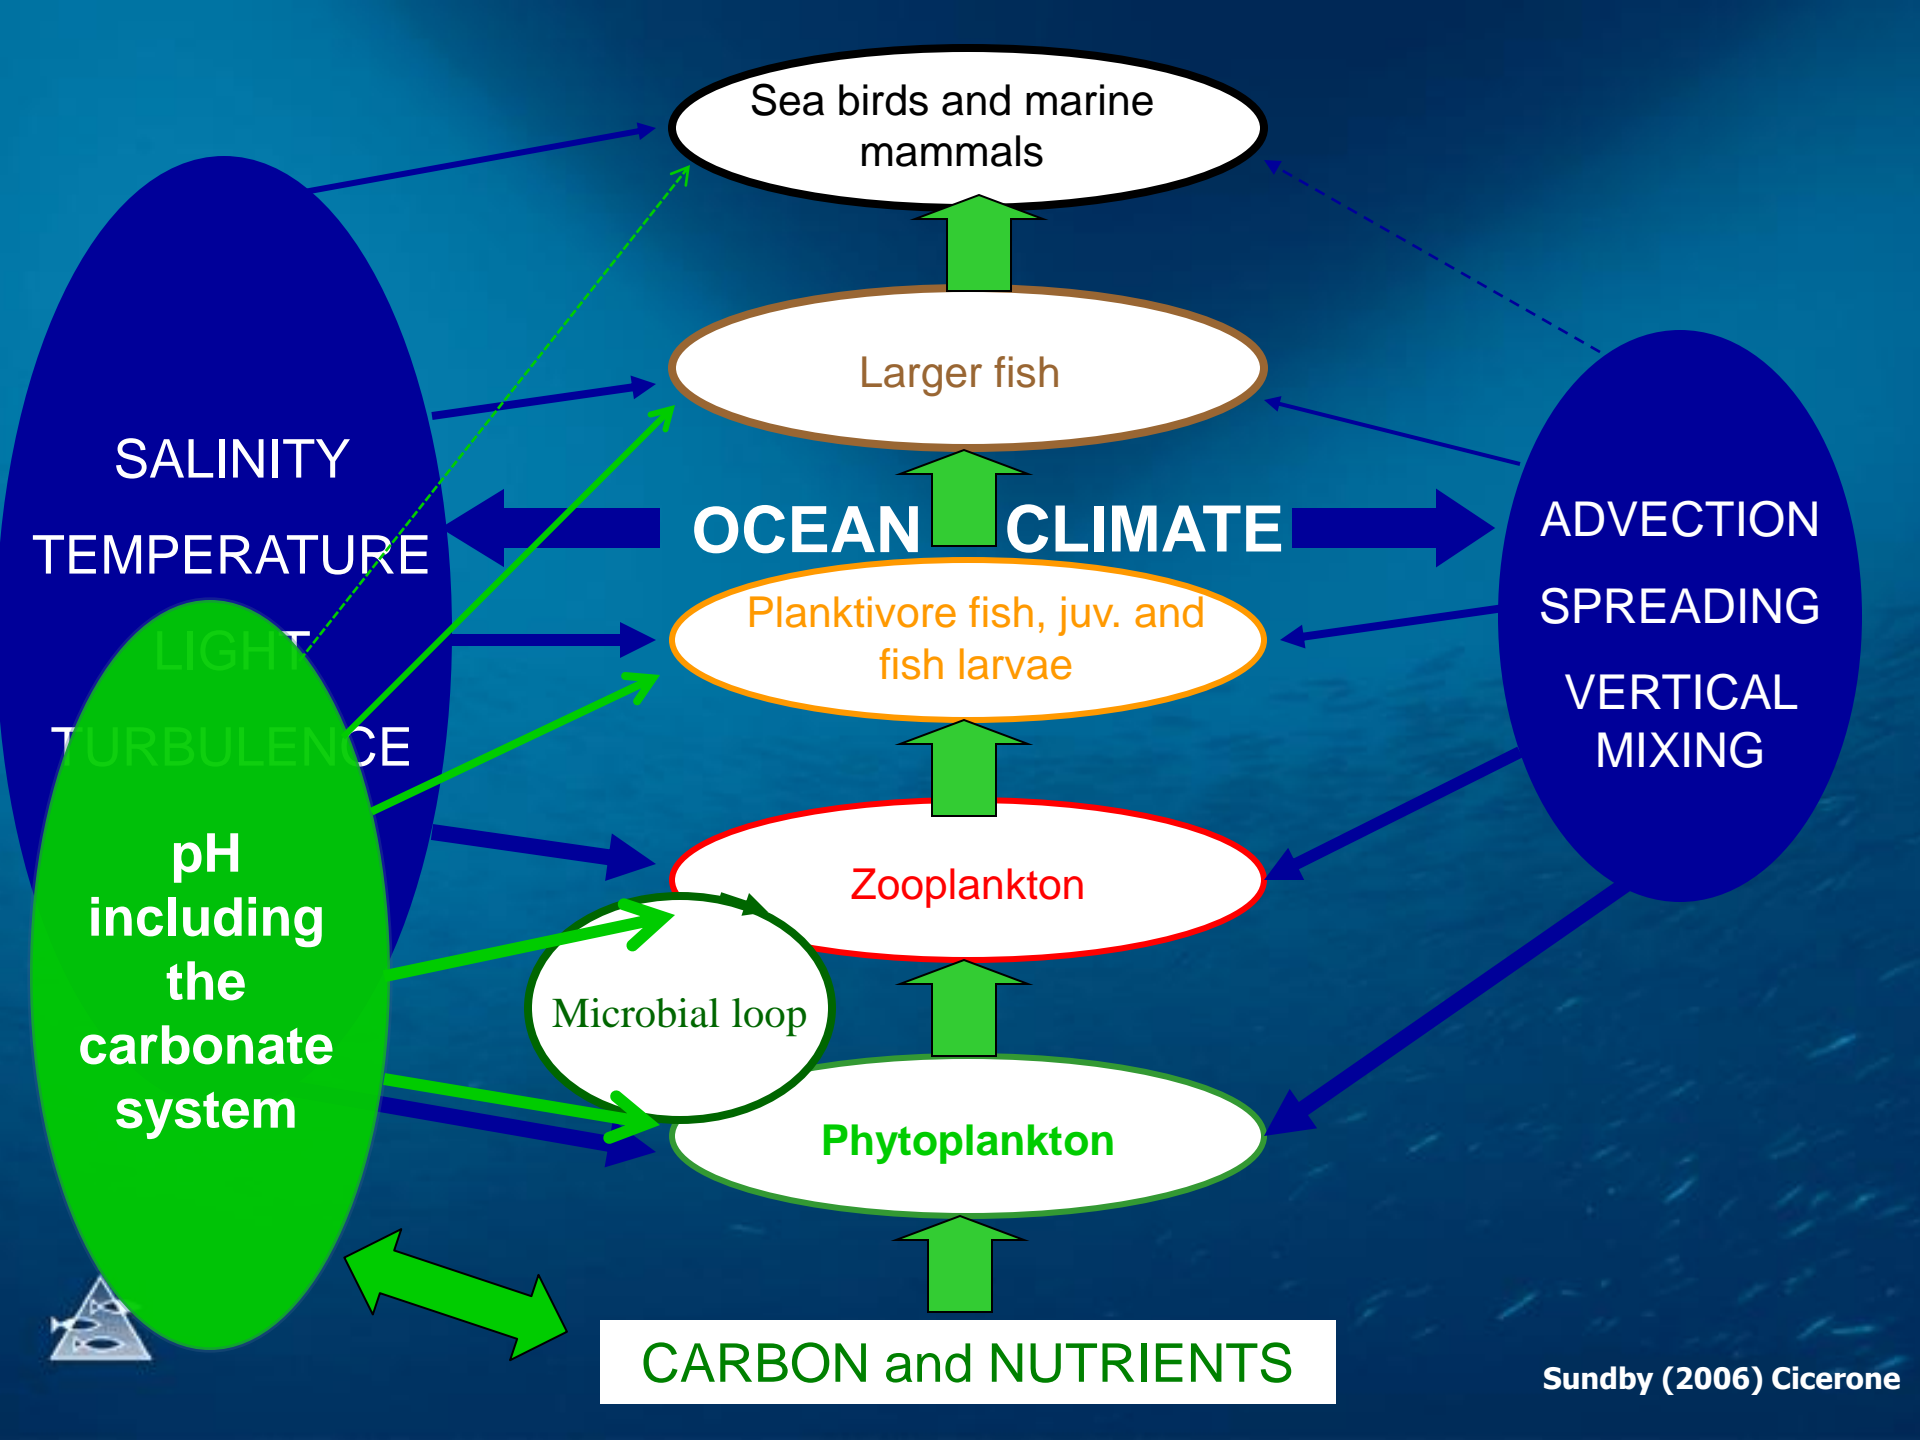 Sea birds and marine
mammals
Larger fish
SALINITY
TEMPERATURE
LIGHT
TURBULENCE
OCEAN CLIMATE
ADVECTION
SPREADING
VERTICAL
MIXING
Planktivore fish, juv. and
fish larvae
pH
including
the
carbonate
system
Zooplankton
Microbial loop
Phytoplankton
CARBON and NUTRIENTS
Sundby (2006) Cicerone